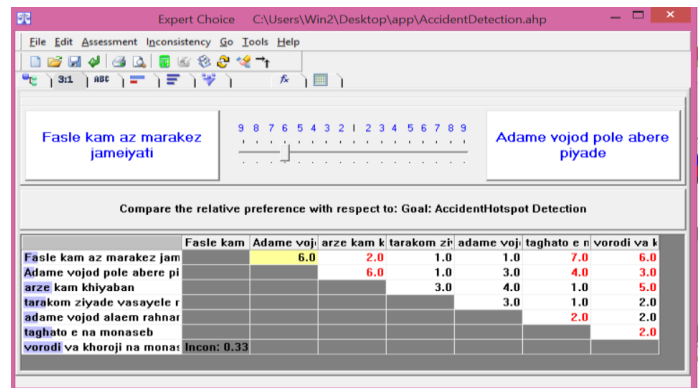 Expert Choice C:\Users\Win2\Desktop\app\AccidentDetection.ahp
File Edit Assessment Inconsistency Go Tools Help
3:1 ABC fx
Fasle kam az marakez jameiyati
9 8 7 6 5 4 3 2 1 2 3 4 5 6 7 8 9
Adame vojod pole abere piyade
Compare the relative preference with respect to: Goal: AccidentHotspot Detection
Fasle kam Adame voj arze kam k tarakom zi adame voj taghato e n vorodi va k
Fasle kam az marakez jam 6.0 2.0 1.0 1.0 7.0 6.0
Adame vojod pole abere pi 6.0 1.0 3.0 4.0 3.0
arze kam khiyaban 3.0 4.0 1.0 5.0
tarakom ziyade vasayele r 3.0 1.0 2.0
adame vojod alaem rahnar 2.0 2.0
taghato e na monaseb 2.0
vorodi va khoroji na monas Incon: 0.33